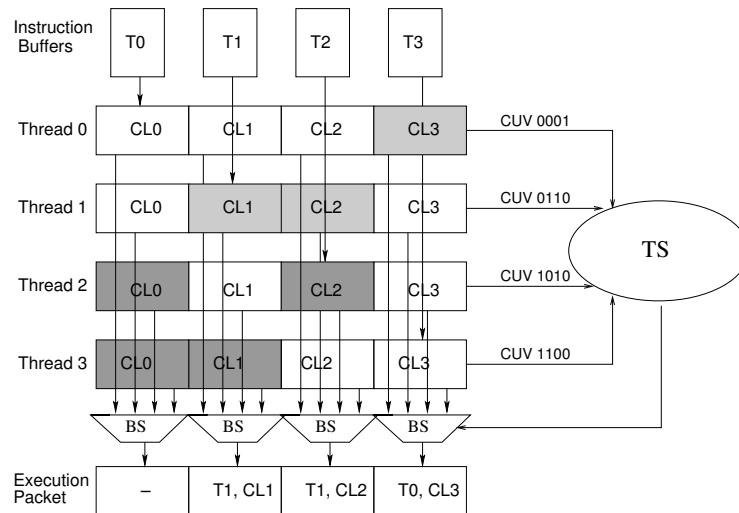 Instruction
Buffers
T0 T1 T2 T3
Thread 0 CL0 CL1 CL2 CL3 CUV 0001
Thread 1 CL0 CL1 CL2 CL3 CUV 0110
TS
Thread 2 CL0 CL1 CL2 CL3 CUV 1010
Thread 3 CL0 CL1 CL2 CL3 CUV 1100
BS BS BS BS
Execution
Packet
– T1, CL1 T1, CL2 T0, CL3